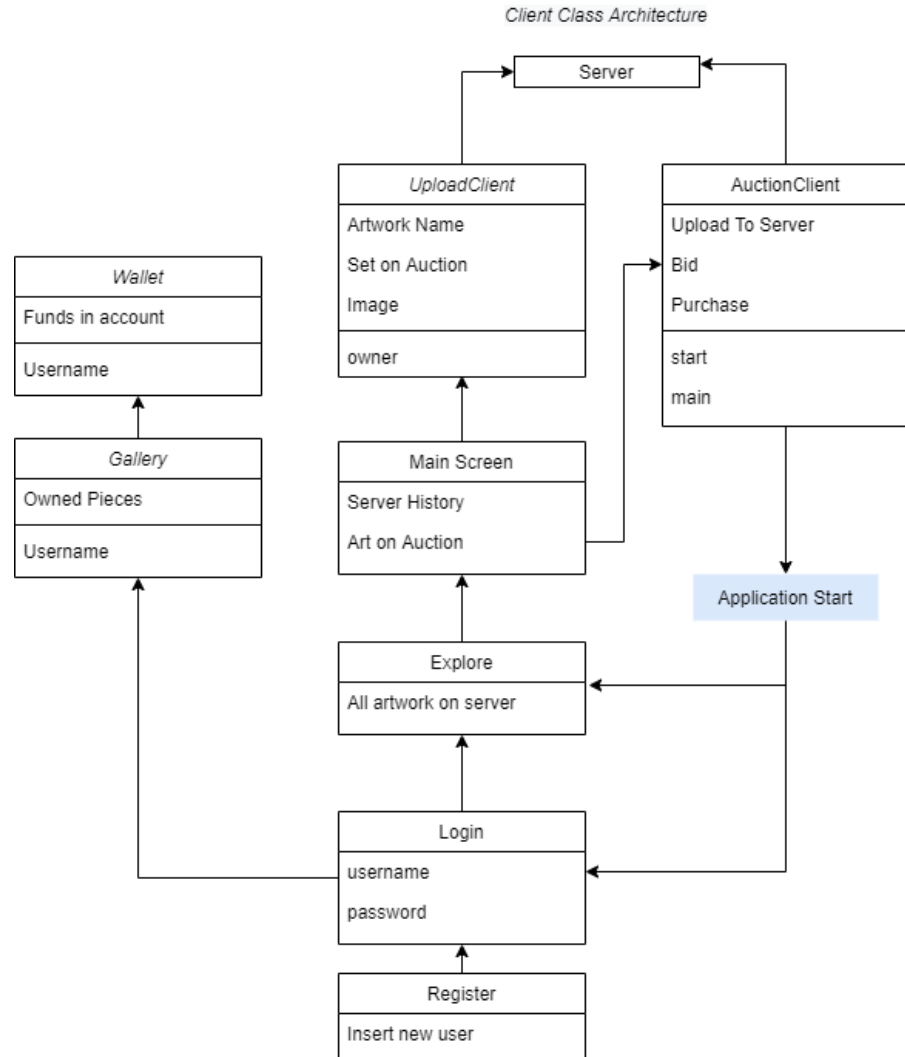 Client Class Architecture
Server
UploadClient
Artwork Name
Set on Auction
Image
owner
AuctionClient
Upload To Server
Bid
Purchase
start
main
Wallet
Funds in account
Username
Gallery
Owned Pieces
Username
Main Screen
Server History
Art on Auction
Application Start
Explore
All artwork on server
Login
username
password
Register
Insert new user